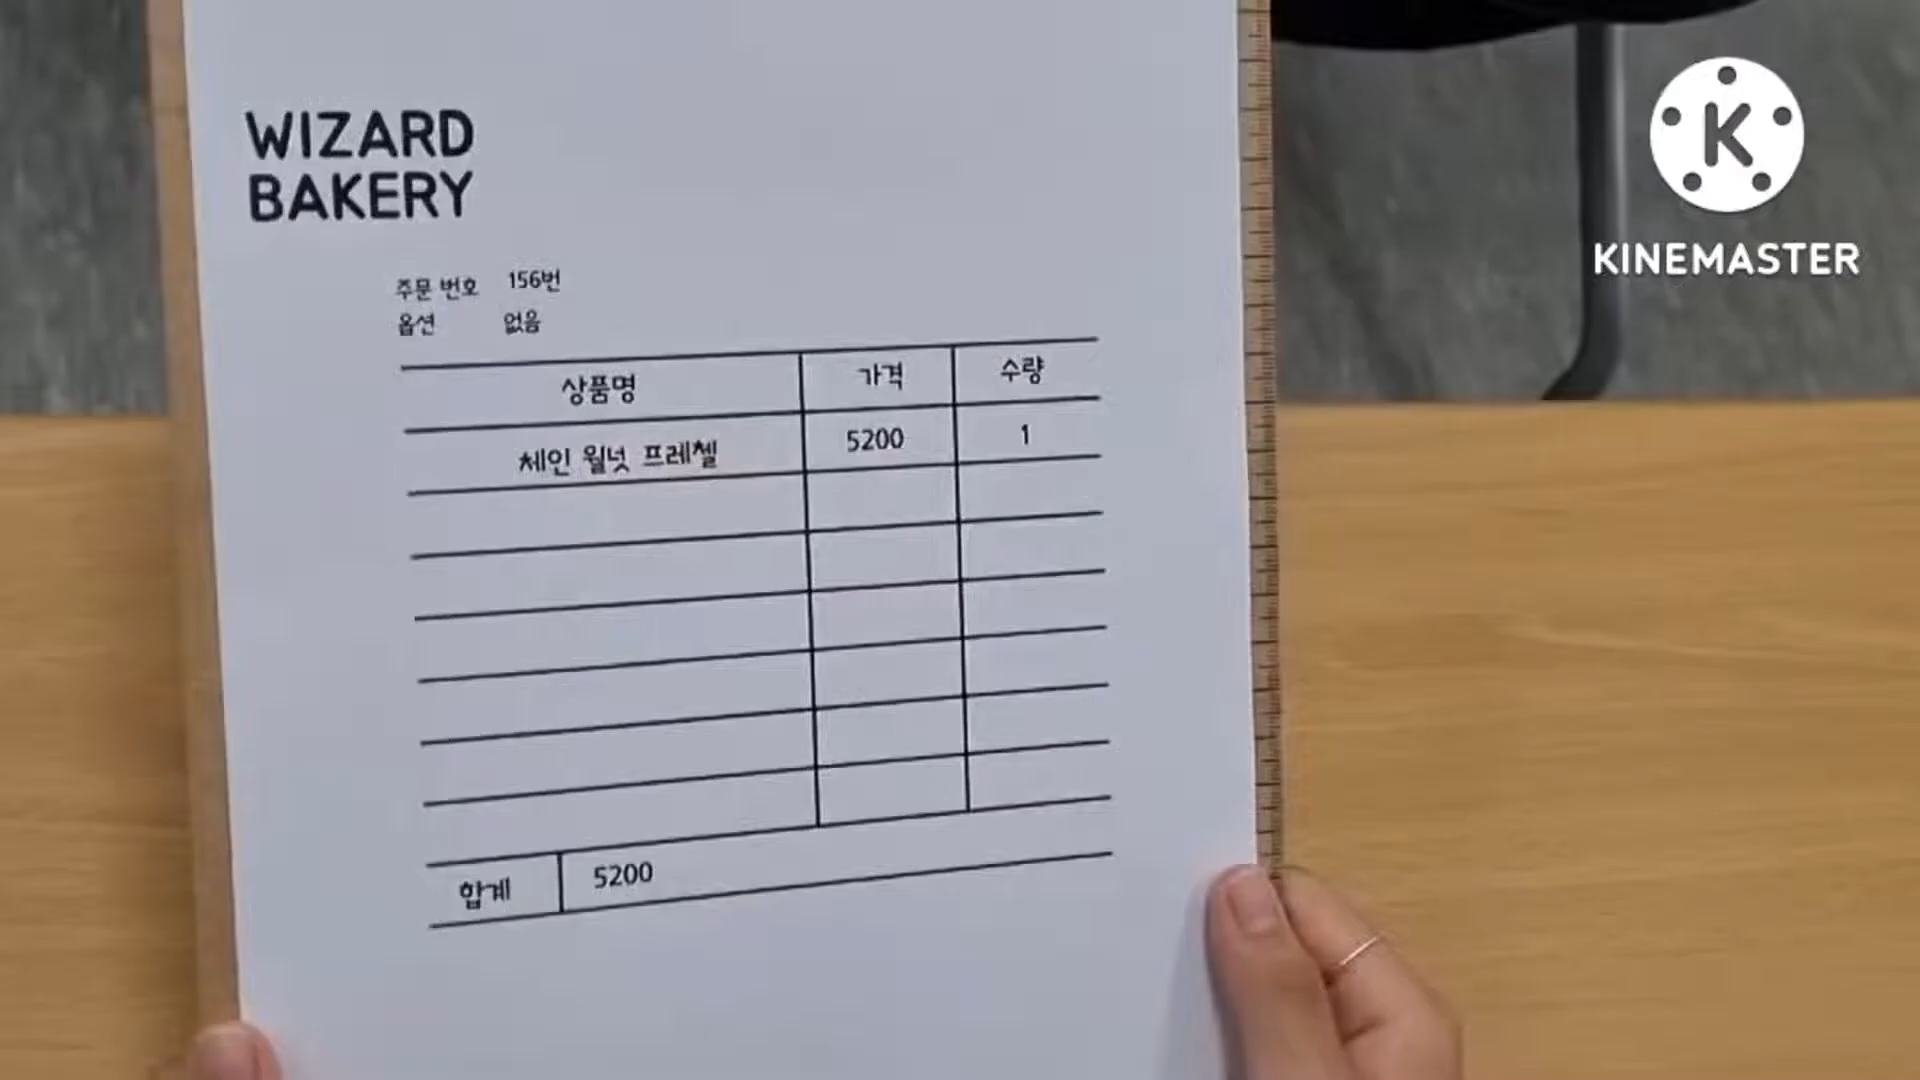 WIZARD
BAKERY
주문 번호 156번
옵션 없음
상품명 가격 수량
체인 월넛 프레첼 5200 1
합계 5200
K
KINEMASTER